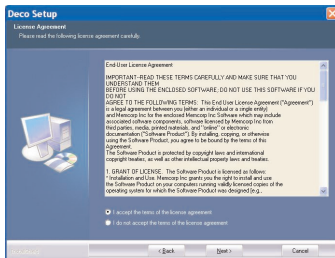 Deco Setup
License Agreement
Please read the following license agreement carefully.
End-User License Agreement
IMPORTANT-READ THESE TERMS CAREFULLY AND MAKE SURE THAT YOU
UNDERSTAND THEM
BEFORE USING THE ENCLOSED SOFTWARE; DO NOT USE THIS SOFTWARE IF YOU
DO NOT
AGREE TO THE FOLLOWING TERMS: The End User License Agreement ("Agreement")
is a legal agreement between you (either an individual or a single entity)
and Memcorp Inc for the enclosed Memcorp Inc Software which may include
associated software components, software licensed by Memcorp Inc from
third parties, media, printed materials, and "online" or electronic
documentation ("Software Product"). By installing, copying, or otherwise
using the Software Product, you agree to be bound by the terms of this
Agreement.
The Software Product is protected by copyright laws and international
copyright treaties, as well as other intellectual property laws and treaties.
1. GRANT OF LICENSE. The Software Product is licensed as follows:
* Installation and Use. Memcorp Inc grants you the right to install and use
the Software Product on your computers running validly licensed copies of the
operating system for which the Software Product was designed (e.g.,
I accept the terms of the license agreement
I do not accept the terms of the license agreement
< Back
Next >
Cancel